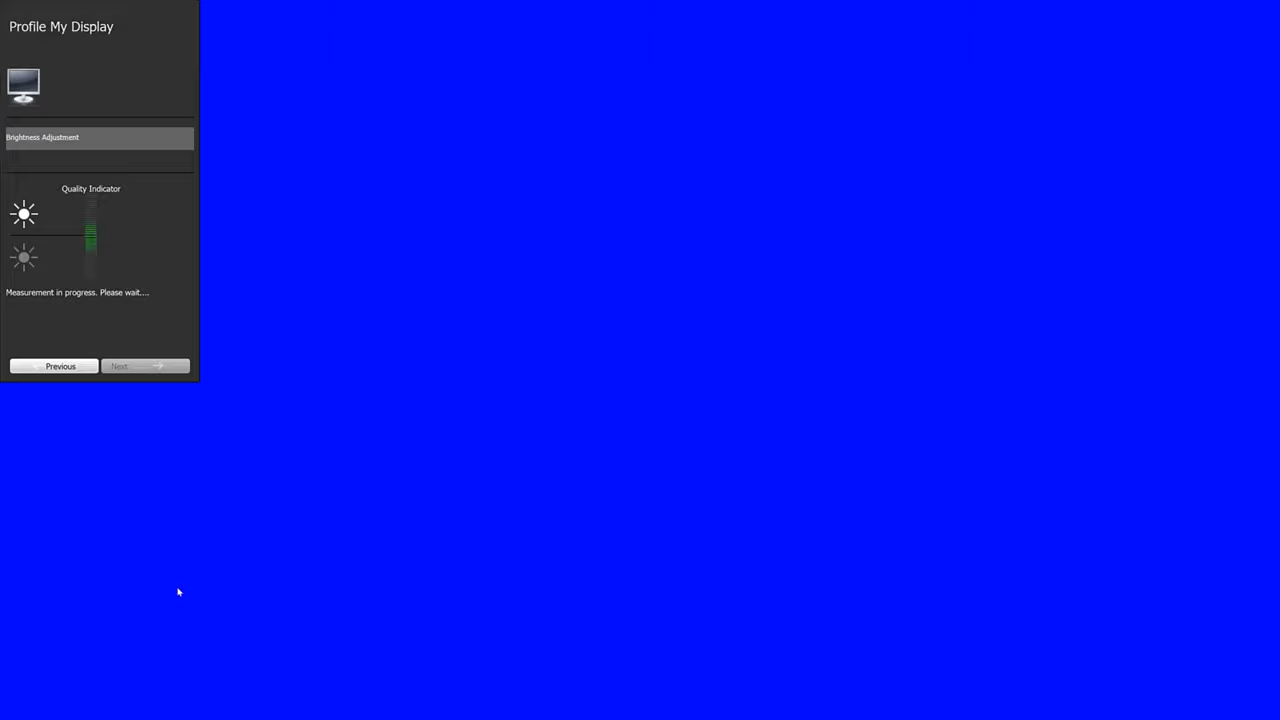 Profile My Display
Brightness Adjustment
Quality Indicator
Measurement in progress. Please wait....
Previous
Next